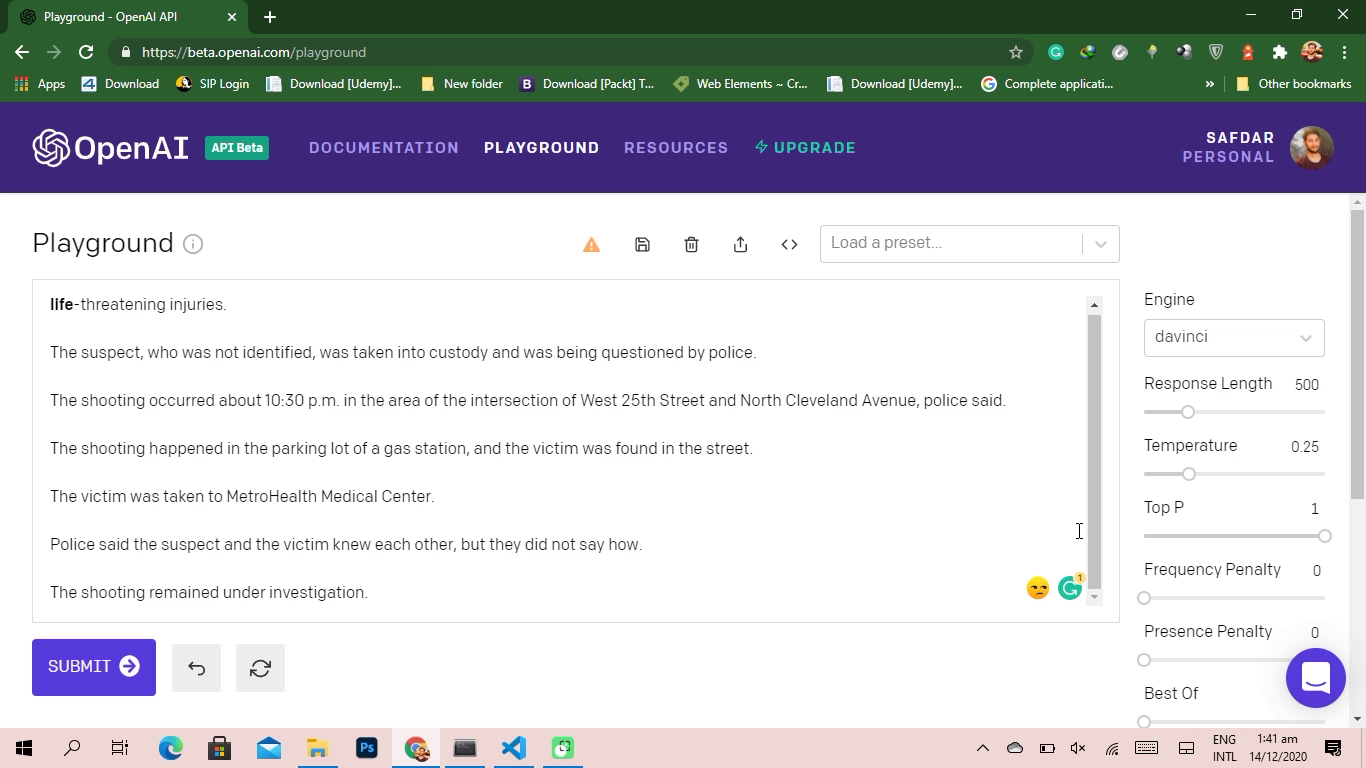 Playground - OpenAI API
https://beta.openai.com/playground
Apps
Download
SIP Login
Download [Udemy]...
New folder
B
Download [Packt] T...
Web Elements ~ Cr...
Download [Udemy]...
Complete applicati...
»
Other bookmarks
OpenAI
API Beta
DOCUMENTATION
PLAYGROUND
RESOURCES
UPGRADE
SAFDAR
PERSONAL
Playground
Load a preset...
life-threatening injuries.
The suspect, who was not identified, was taken into custody and was being questioned by police.
The shooting occurred about 10:30 p.m. in the area of the intersection of West 25th Street and North Cleveland Avenue, police said.
The shooting happened in the parking lot of a gas station, and the victim was found in the street.
The victim was taken to MetroHealth Medical Center.
Police said the suspect and the victim knew each other, but they did not say how.
The shooting remained under investigation.
1
Engine
davinci
Response Length 500
Temperature 0.25
Top P 1
Frequency Penalty 0
Presence Penalty 0
Best Of
SUBMIT
Ps
ENG
INTL
1:41 am
14/12/2020